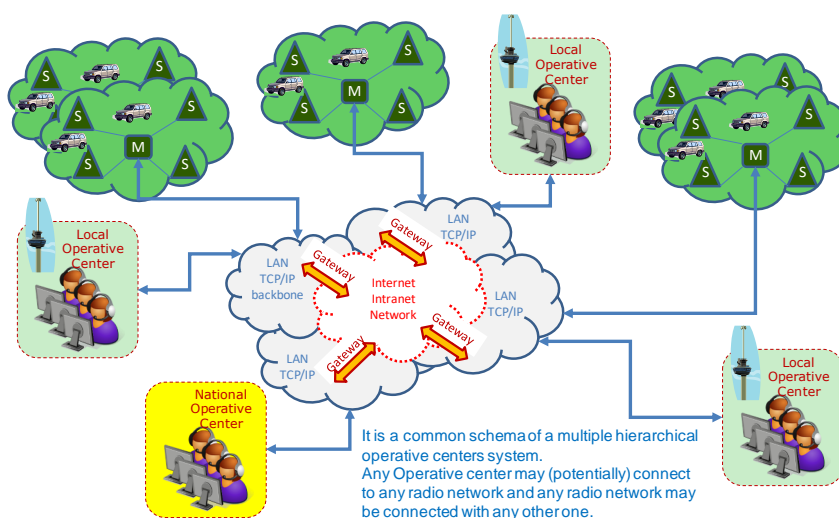 S
S
S
S
S
M
S
S
S
S
M
S
S
Local
Operative
Center
S
S
S
S
S
M
S
S
Local
Operative
Center
LAN
TCP/IP
backbone
Gateway
Gateway
LAN
TCP/IP
Internet
Intranet
Network
LAN
TCP/IP
Gateway
Gateway
LAN
TCP/IP
Local
Operative
Center
National
Operative
Center
It is a common schema of a multiple hierarchical
operative centers system.
Any Operative center may (potentially) connect
to any radio network and any radio network may
be connected with any other one.